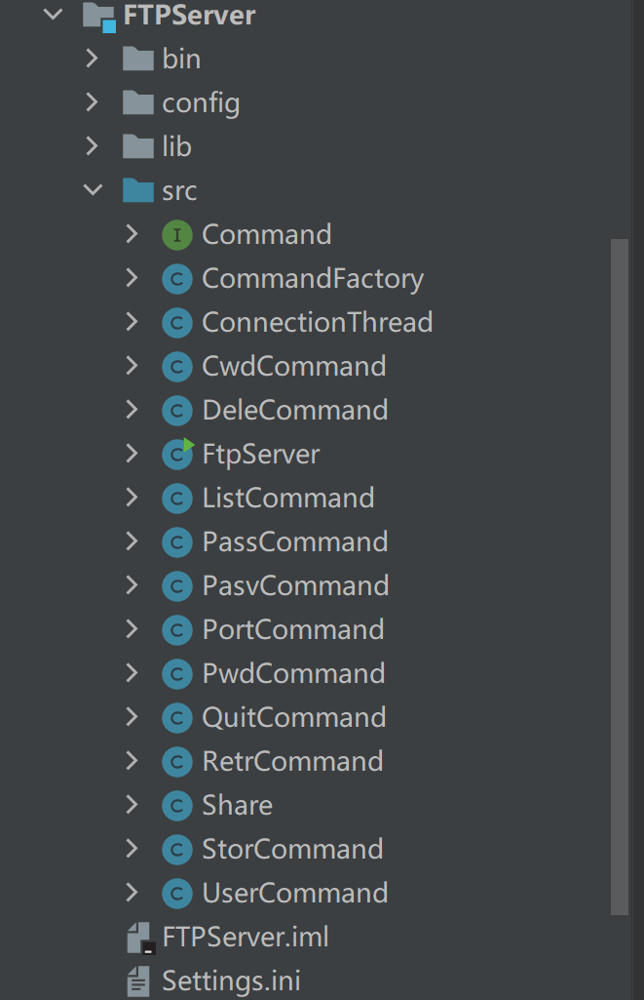 FTPServer
bin
config
lib
src
I Command
C CommandFactory
C ConnectionThread
C CwdCommand
C DeleCommand
C FtpServer
C ListCommand
C PassCommand
C PasvCommand
C PortCommand
C PwdCommand
C QuitCommand
C RetrCommand
C Share
C StorCommand
C UserCommand
FTPServer.iml
Settings.ini